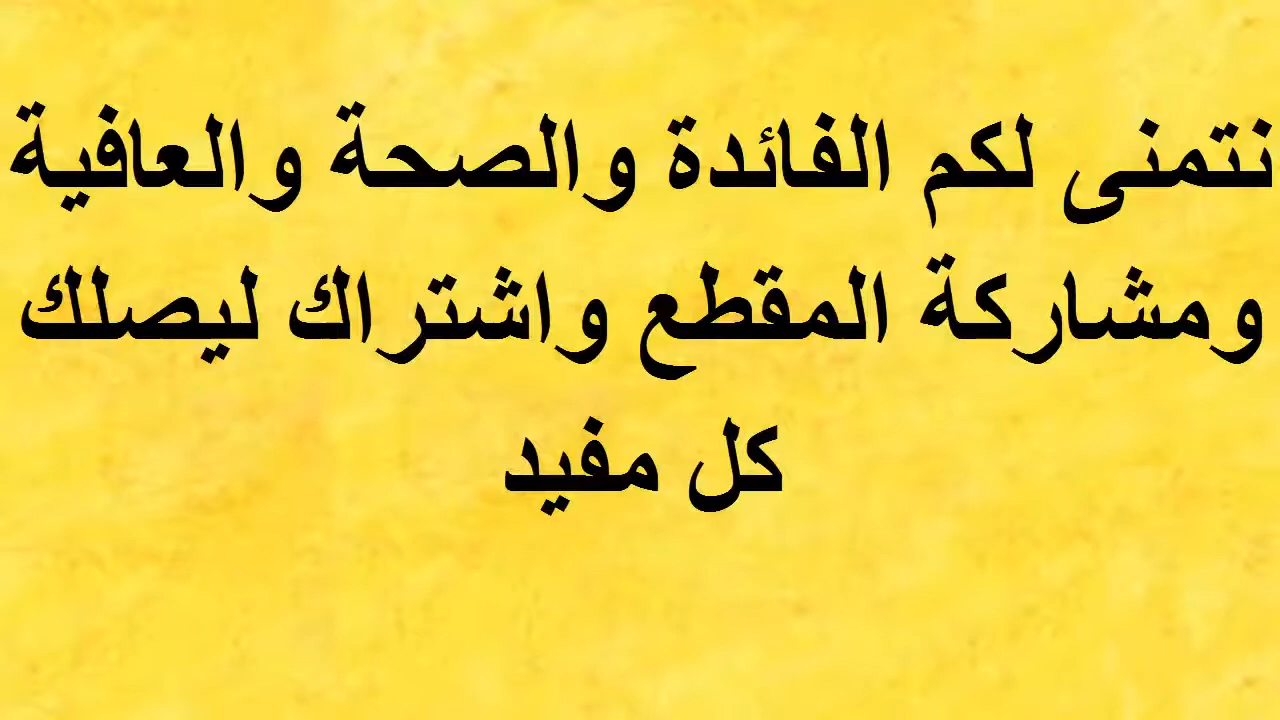 نتمنى لكم الفائدة والصحة والعافية
ومشاركة المقطع واشتراك ليصلك
كل مفيد